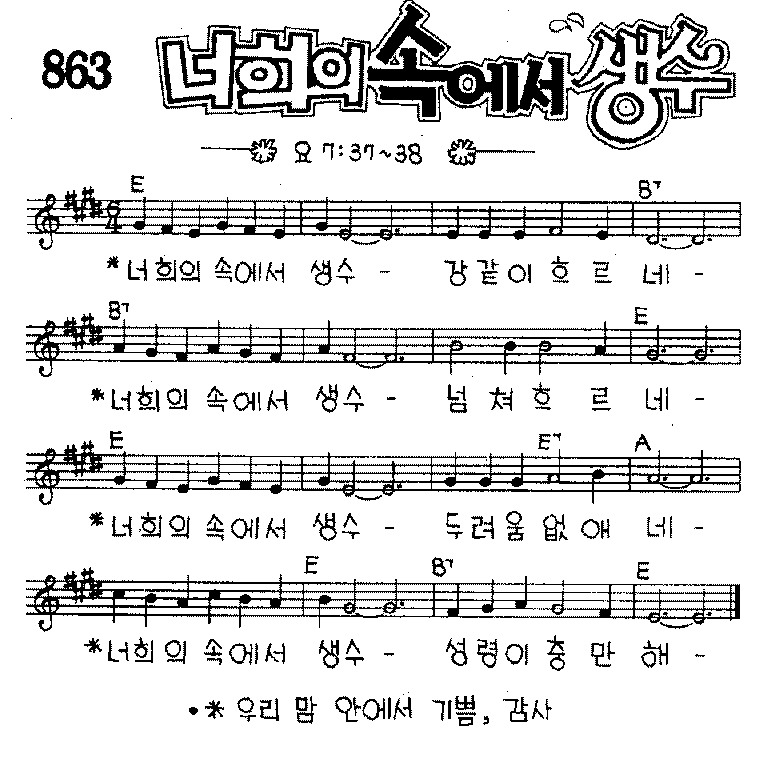 863 너희의 속에서 생수
요 7:37~38
E B7
6/4
*너희의 속에서 생수 - 강같이 흐르 네 -
B7 E
*너희의 속에서 생수 - 넘쳐 흐 르 네 -
E E7 A
*너희의 속에서 생수 - 두려움 없애 네 -
E B7 E
*너희의 속에서 생수 - 성령이 충 만 해 -
•* 우리 맘 안에서 기쁨, 감사